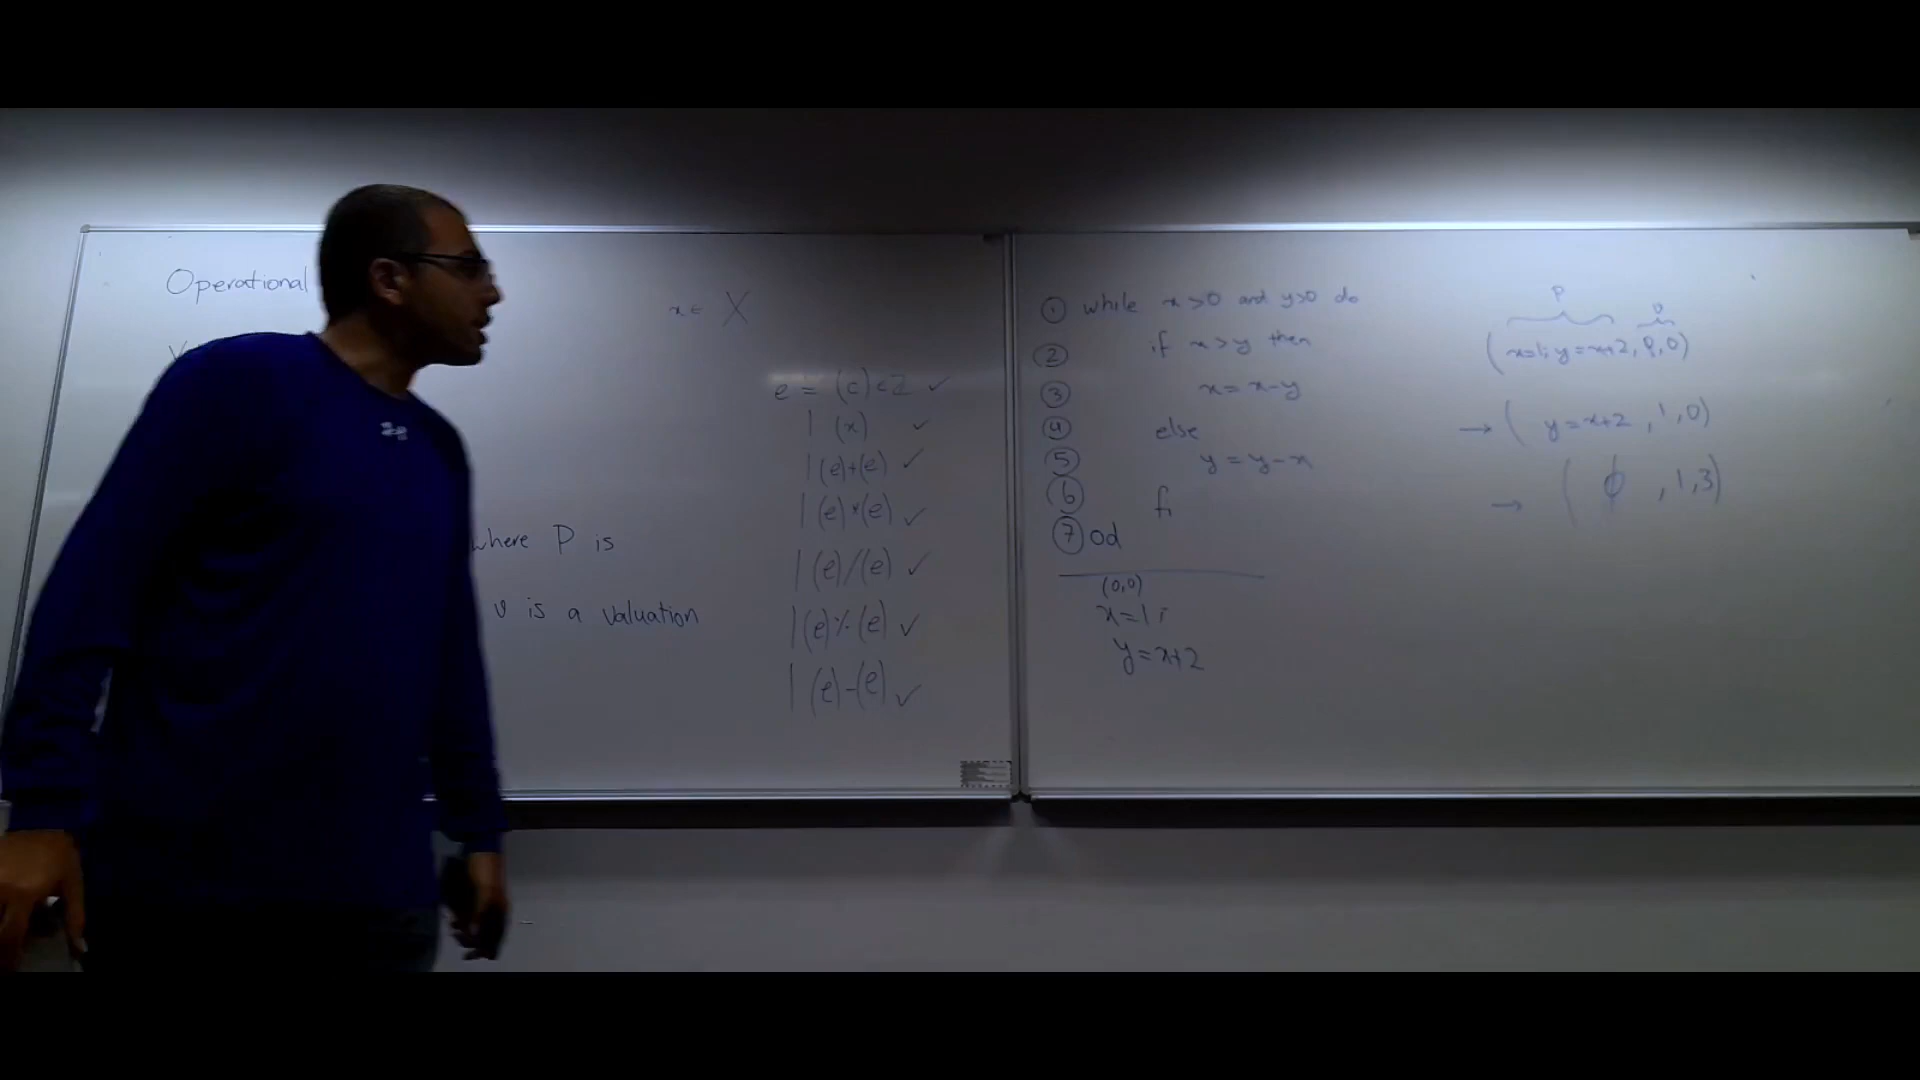 Operational
x ∈ X
e = (c) ∈ Z ✓
| (x) ✓
| (e)+(e) ✓
| (e)*(e) ✓
| (e)/(e) ✓
| (e)%(e) ✓
| (e)-(e) ✓
where P is
v is a valuation
① while x>0 and y>0 do
② if x>y then
③ x = x-y
④ else
⑤ y = y-x
⑥ fi
⑦ od
(0,0)
x=1;
y=x+2
P v
(x=1; y=x+2, 0,0)
→ ( y=x+2 , 1,0)
→ ( ϕ , 1,3)